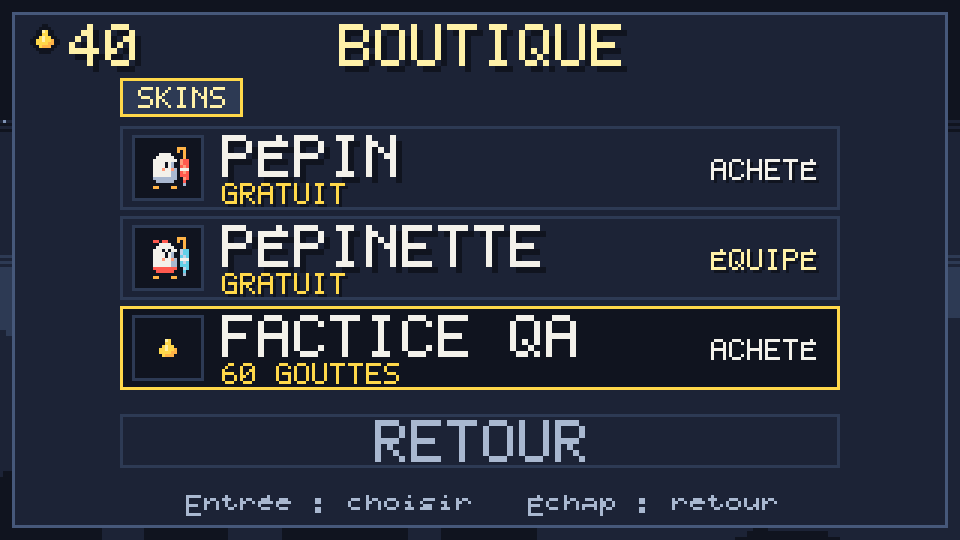 40 BOUTIQUE
SKINS
PÉPIN
GRATUIT
ACHETÉ
PÉPINETTE
GRATUIT
ÉQUIPÉ
FACTICE QA
60 GOUTTES
ACHETÉ
RETOUR
Entrée : choisir Échap : retour